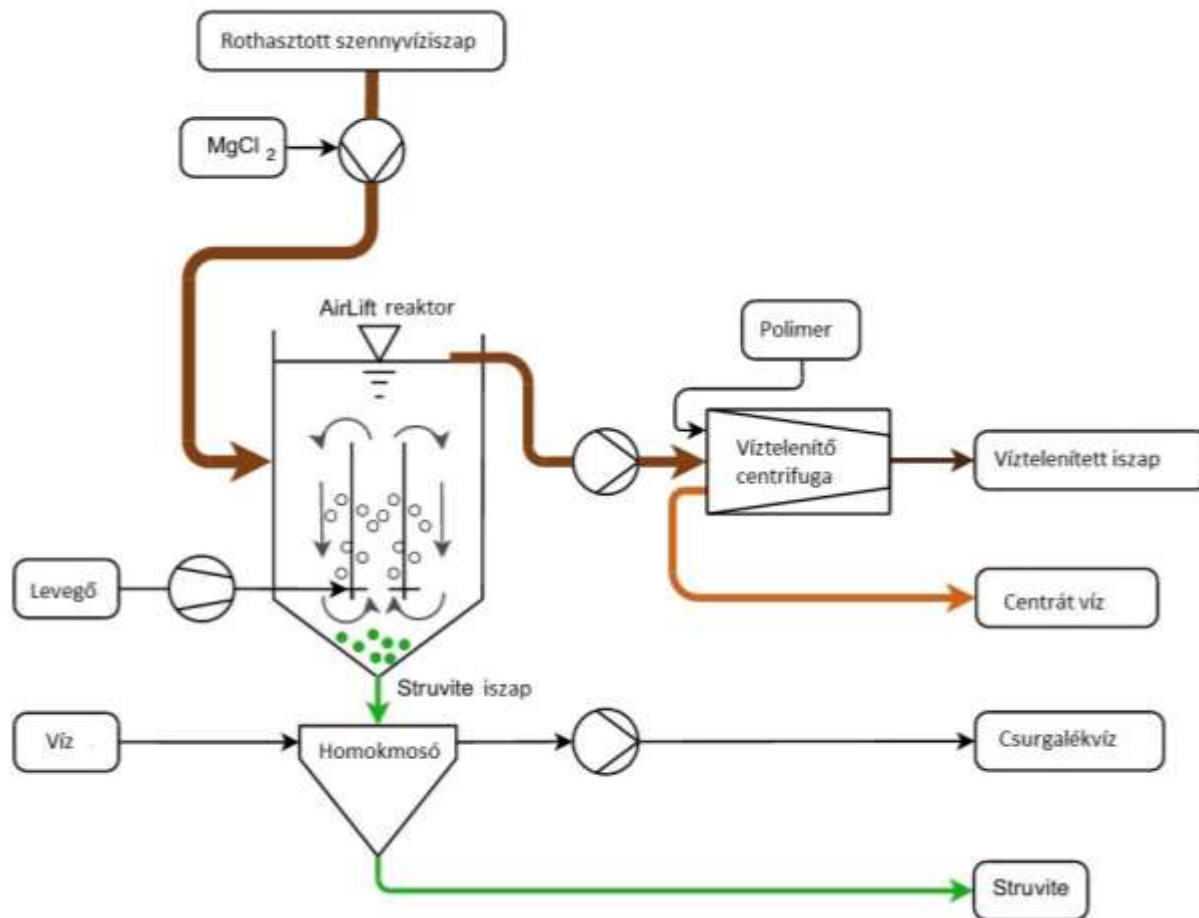 Rothasztott szennyvíziszap
MgCl 2
AirLift reaktor
Polimer
Víztelenítő
centrifuga
Víztelenített iszap
Levegő
Centrát víz
Struvite iszap
Víz
Homokmosó
Csurgalékvíz
Struvite